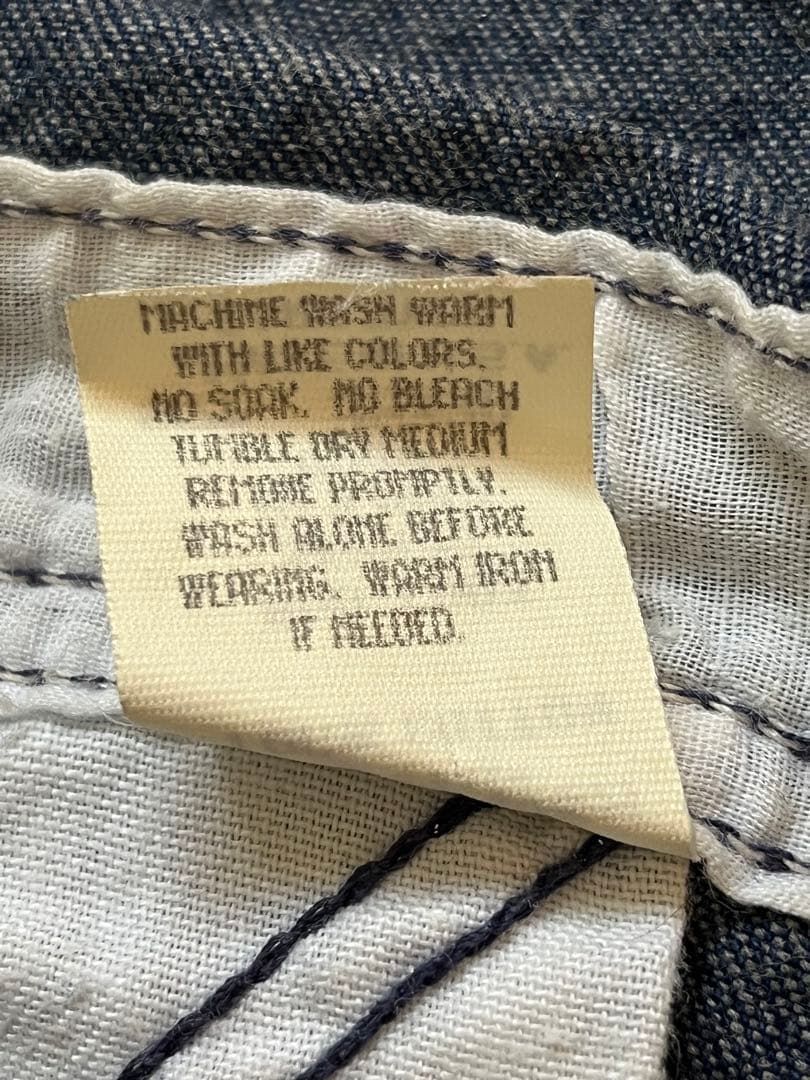 MACHINE WASH WARM
WITH LIKE COLORS.
NO SOAK. NO BLEACH
TUMBLE DRY MEDIUM
REMOVE PROMPTLY.
WASH ALONE BEFORE
WEARING. WARM IRON
IF NEEDED.